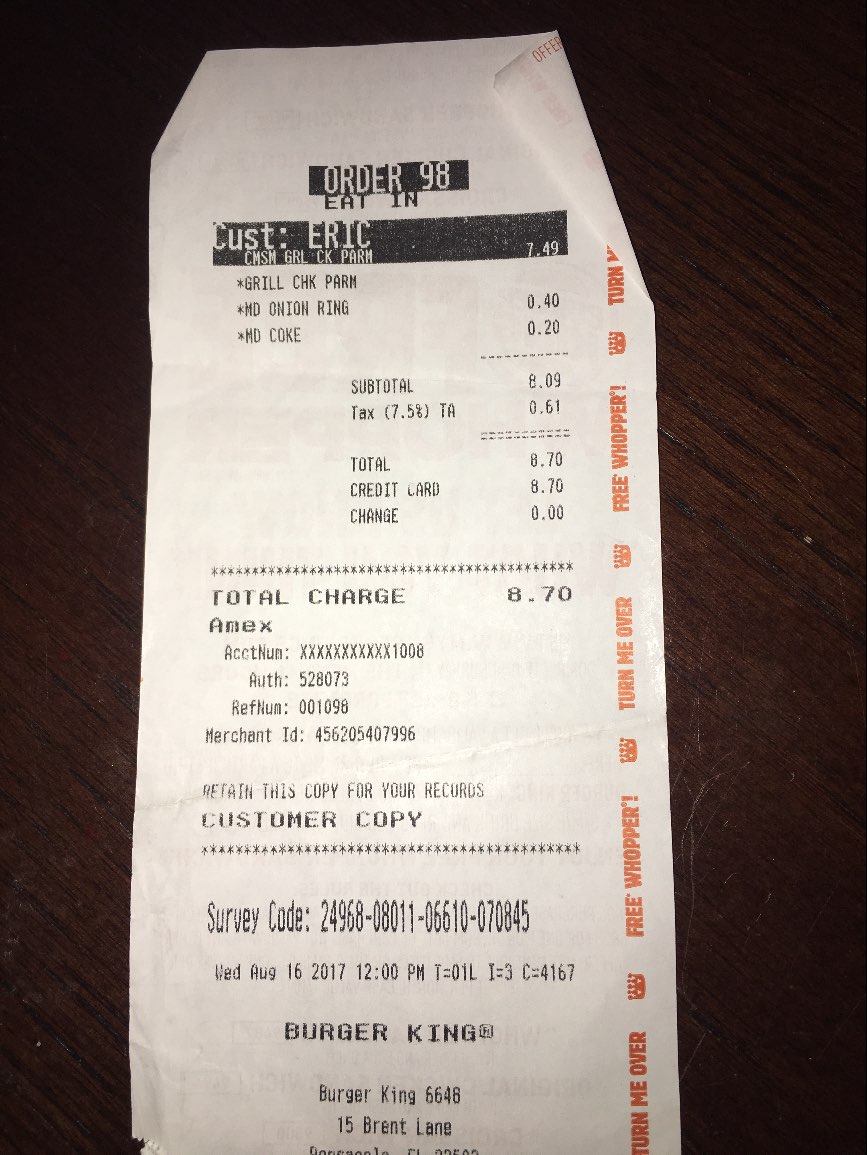 OFFER
ORDER 98
EAT IN
Cust: ERIC
CMSM GRL CK PARM 7.49
*GRILL CHK PARM
*MD ONION RING 0.40
*MD COKE 0.20
SUBTOTAL 8.09
Tax (7.5%) TA 0.61
TOTAL 8.70
CREDIT CARD 8.70
CHANGE 0.00
******************************************
TOTAL CHARGE 8.70
Amex
AcctNum: XXXXXXXXXXX1008
Auth: 528073
RefNum: 001098
Merchant Id: 456205407996
RETAIN THIS COPY FOR YOUR RECORDS
CUSTOMER COPY
******************************************
Survey Code: 24968-08011-06610-070845
Wed Aug 16 2017 12:00 PM T=01L I=3 C=4167
BURGER KING®
Burger King 6648
15 Brent Lane
TURN
FREE* WHOPPER®!
TURN ME OVER
FREE* WHOPPER®!
TURN ME OVER